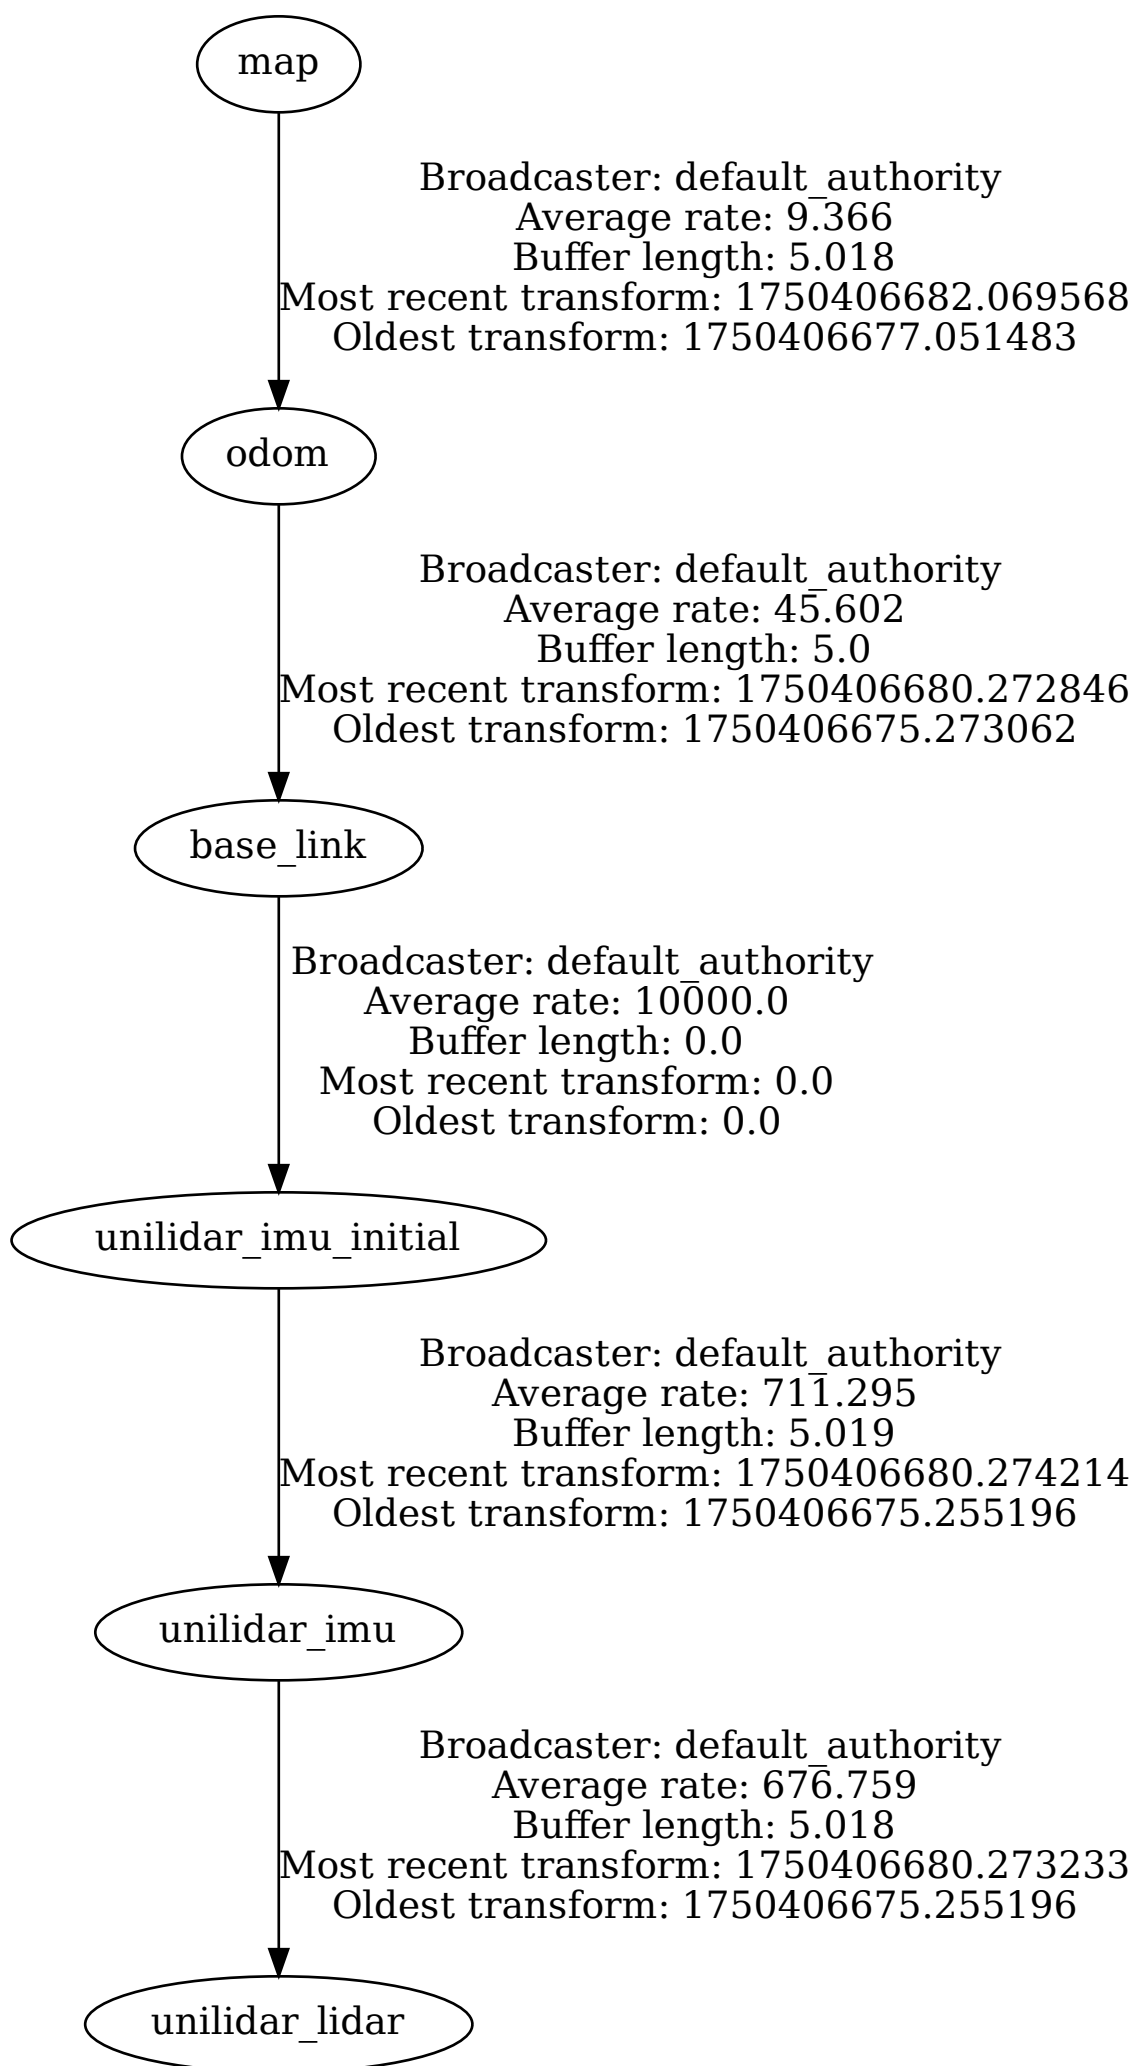 map
Broadcaster: default_authority
Average rate: 9.366
Buffer length: 5.018
Most recent transform: 1750406682.069568
Oldest transform: 1750406677.051483
odom
Broadcaster: default_authority
Average rate: 45.602
Buffer length: 5.0
Most recent transform: 1750406680.272846
Oldest transform: 1750406675.273062
base_link
Broadcaster: default_authority
Average rate: 10000.0
Buffer length: 0.0
Most recent transform: 0.0
Oldest transform: 0.0
unilidar_imu_initial
Broadcaster: default_authority
Average rate: 711.295
Buffer length: 5.019
Most recent transform: 1750406680.274214
Oldest transform: 1750406675.255196
unilidar_imu
Broadcaster: default_authority
Average rate: 676.759
Buffer length: 5.018
Most recent transform: 1750406680.273233
Oldest transform: 1750406675.255196
unilidar_lidar